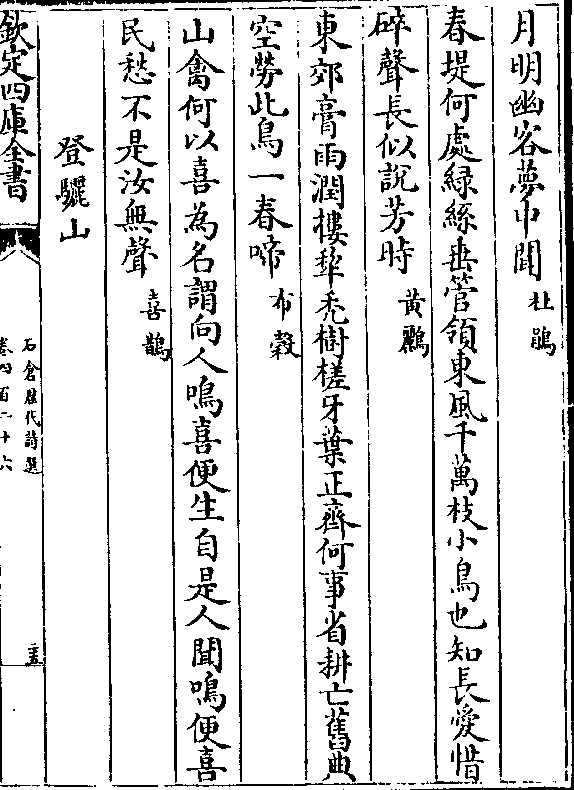 月明幽客夢中聞杜鵑
春堤何處緑絲垂管領東風千萬枝小鳥也知長愛惜
碎聲長似說芳時黄鸝
東郊膏雨潤樓犂秃樹槎牙葉正齊何事省耕亡舊典
空勞此鳥一春啼布穀
山禽何以喜為名謂向人鳴喜便生自是人聞鳴便喜
民愁不是汝無聲喜鵲
登驪山
欽定四庫全書
石倉歷代詩選
卷四百二十六